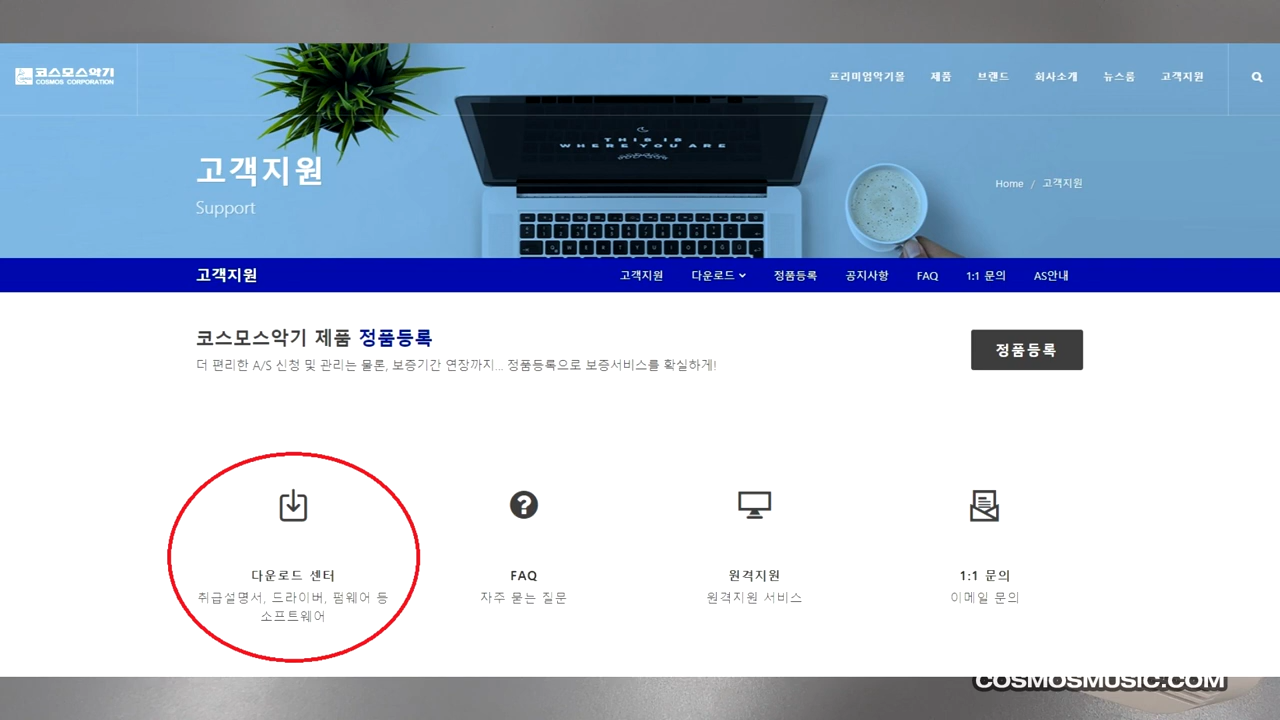 코스모스악기
COSMOS CORPORATION
프리미엄악기몰 제품 브랜드 회사소개 뉴스룸 고객지원
THIS IS
WHERE YOU ARE
고객지원
Support
Home / 고객지원
고객지원
고객지원 다운로드 정품등록 공지사항 FAQ 1:1 문의 AS안내
코스모스악기 제품 정품등록
더 편리한 A/S 신청 및 관리는 물론, 보증기간 연장까지... 정품등록으로 보증서비스를 확실하게!
정품등록
다운로드 센터
취급설명서, 드라이버, 펌웨어 등
소프트웨어
FAQ
자주 묻는 질문
원격지원
원격지원 서비스
1:1 문의
이메일 문의
COSMOSMUSIC.COM